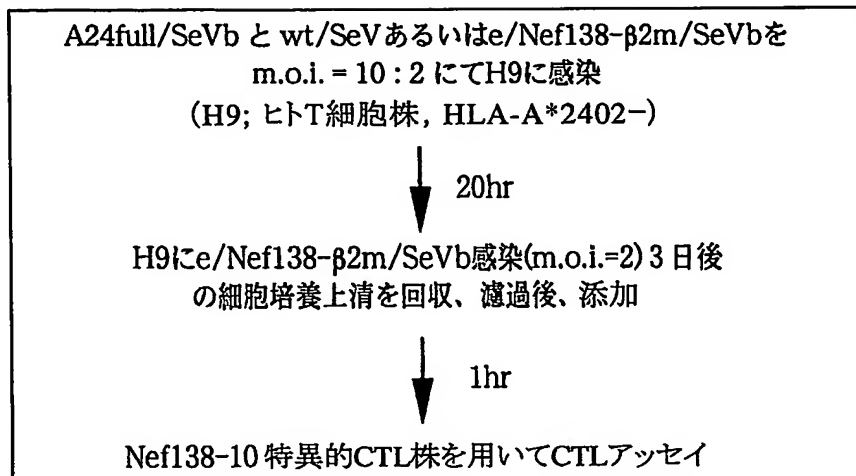 A24full/SeVb と wt/SeVあるいはe/Nef138-β2m/SeVbを
m.o.i. = 10 : 2 にてH9に感染
(H9; ヒトT細胞株, HLA-A*2402−)
20hr
H9にe/Nef138-β2m/SeVb感染(m.o.i.=2) 3 日後
の細胞培養上清を回収、濾過後、添加
1hr
Nef138-10 特異的CTL株を用いてCTLアッセイ